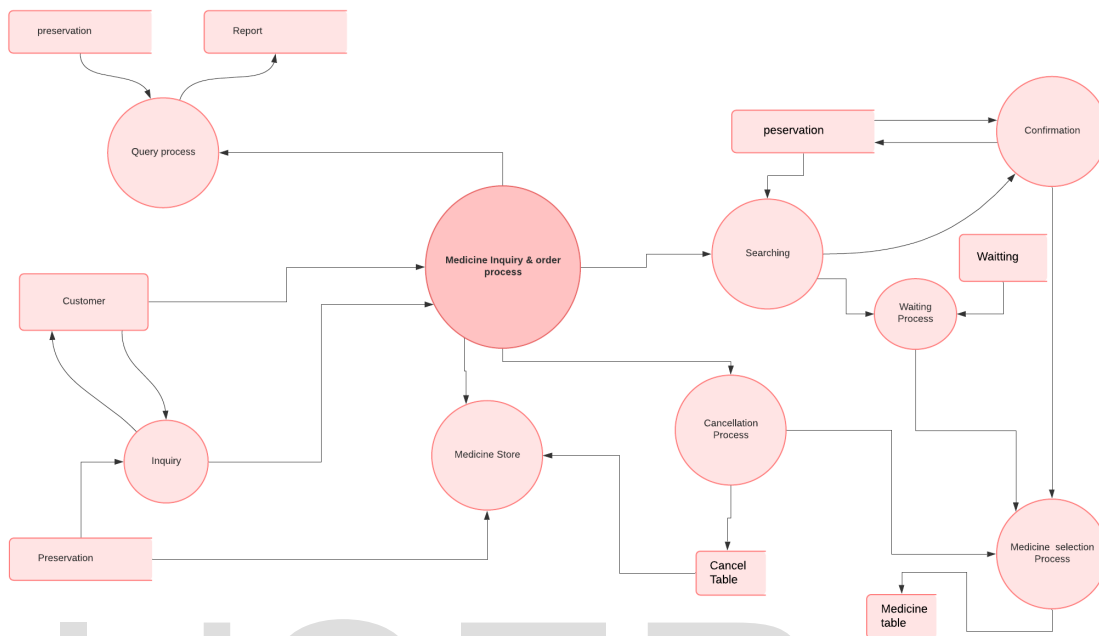 preservation
Report
Query process
peservation
Confirmation
Medicine Inquiry & order
process
Searching
Waitting
Customer
Waiting
Process
Cancellation
Process
Inquiry
Medicine Store
Preservation
Cancel
Table
Medicine selection
Process
Medicine
table